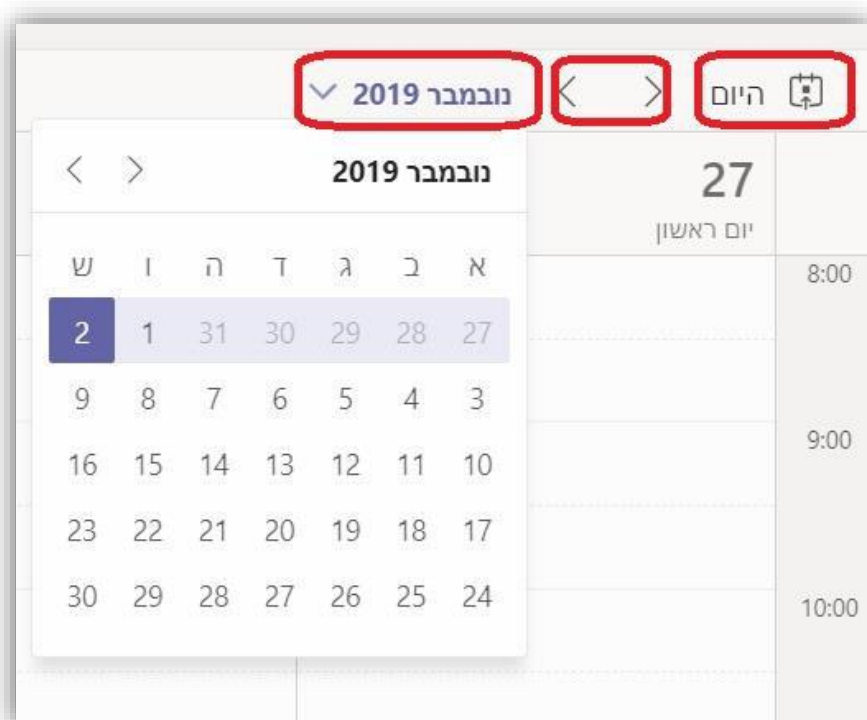 היום
נובמבר 2019
נובמבר 2019
27
יום ראשון
א ב ג ד ה ו ש
27 28 29 30 31 1 2
3 4 5 6 7 8 9
10 11 12 13 14 15 16
17 18 19 20 21 22 23
24 25 26 27 28 29 30
8:00
9:00
10:00